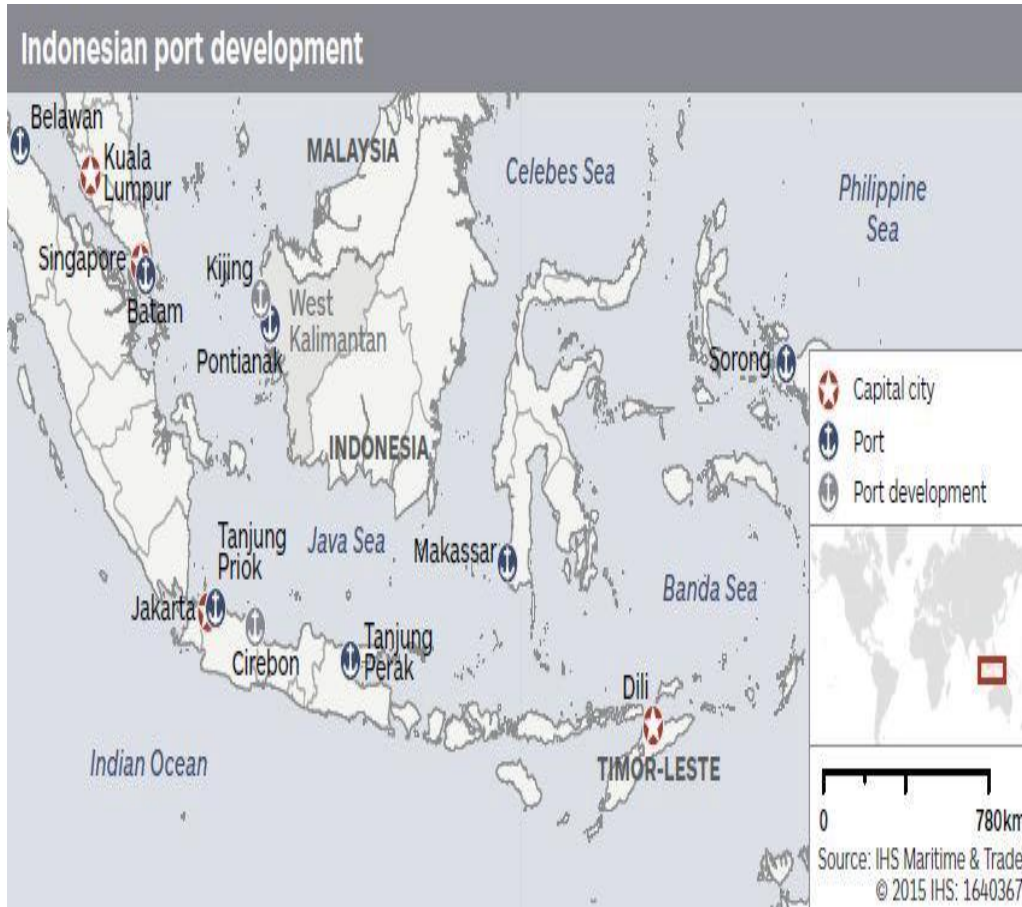 Indonesian port development
Belawan
Kuala
Lumpur
MALAYSIA
Celebes Sea
Philippine
Sea
Singapore
Batam
Kijing
West
Kalimantan
Pontianak
Sorong
INDONESIA
Capital city
Port
Port development
Tanjung
Priok
Java Sea
Makassar
Banda Sea
Jakarta
Cirebon
Tanjung
Perak
Dili
TIMOR-LESTE
Indian Ocean
0 780km
Source: IHS Maritime & Trade
© 2015 IHS: 1640367